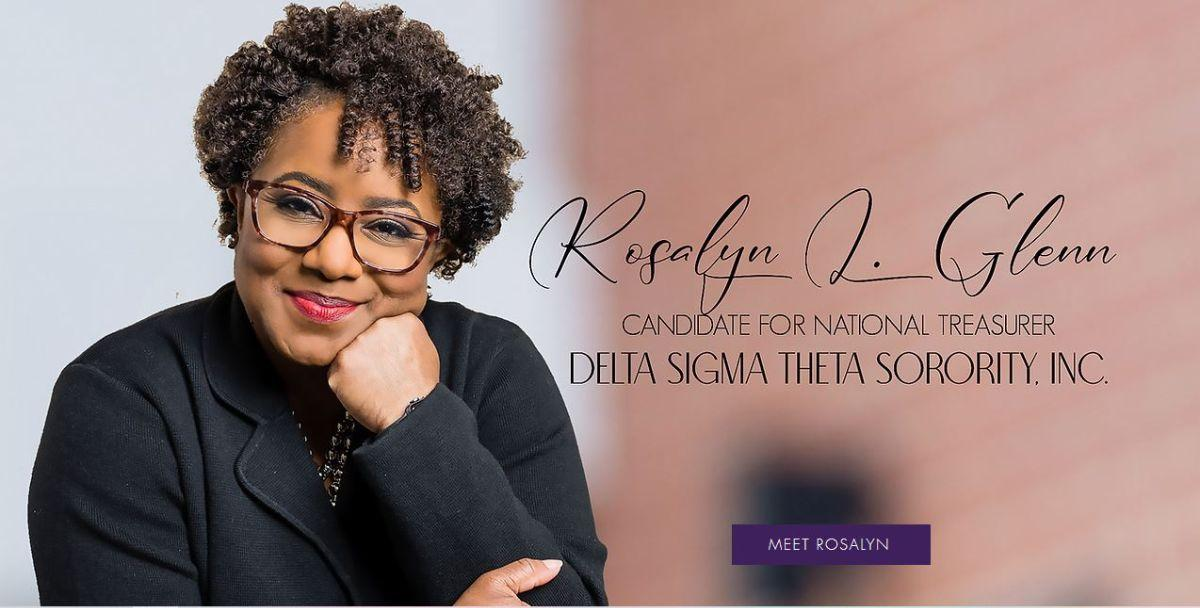 Rosalyn L. Glenn
CANDIDATE FOR NATIONAL TREASURER
DELTA SIGMA THETA SORORITY, INC.
MEET ROSALYN